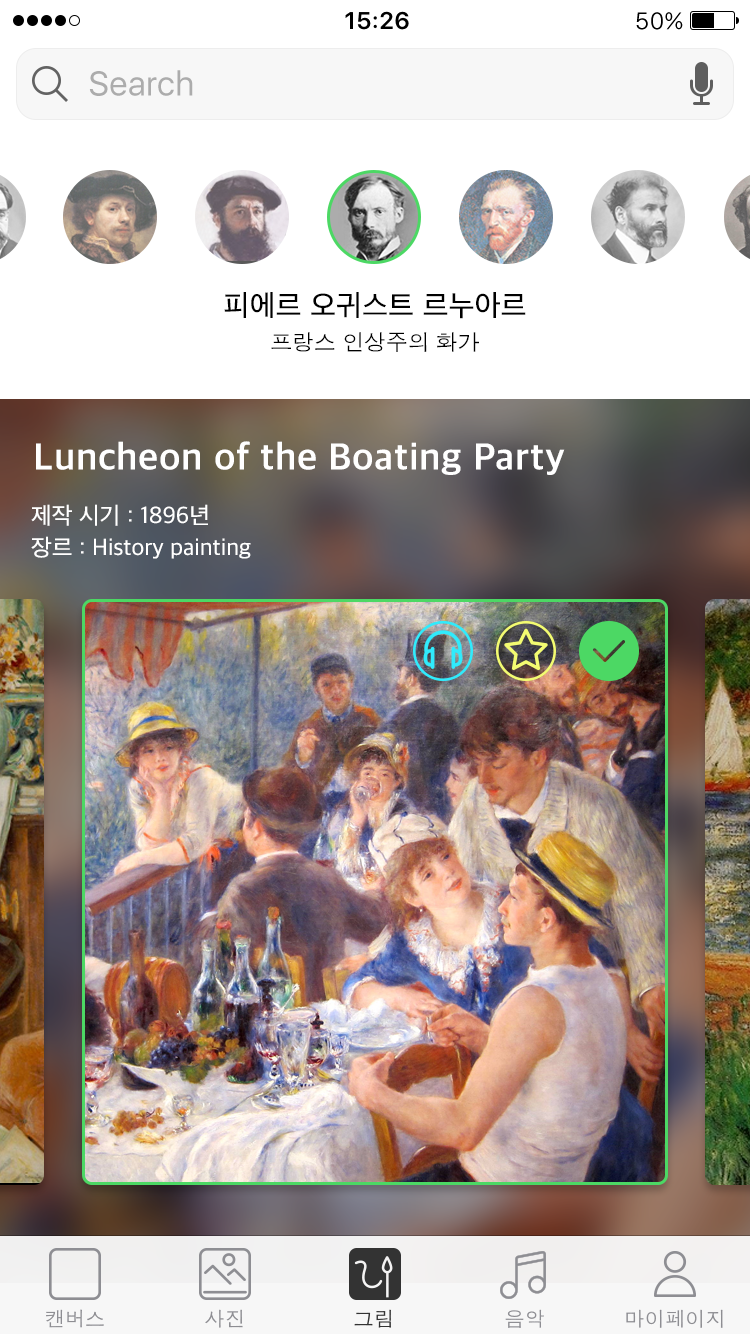 15:26
50%
Search
피에르 오귀스트 르누아르
프랑스 인상주의 화가
Luncheon of the Boating Party
제작 시기 : 1896년
장르 : History painting
캔버스
사진
그림
음악
마이페이지